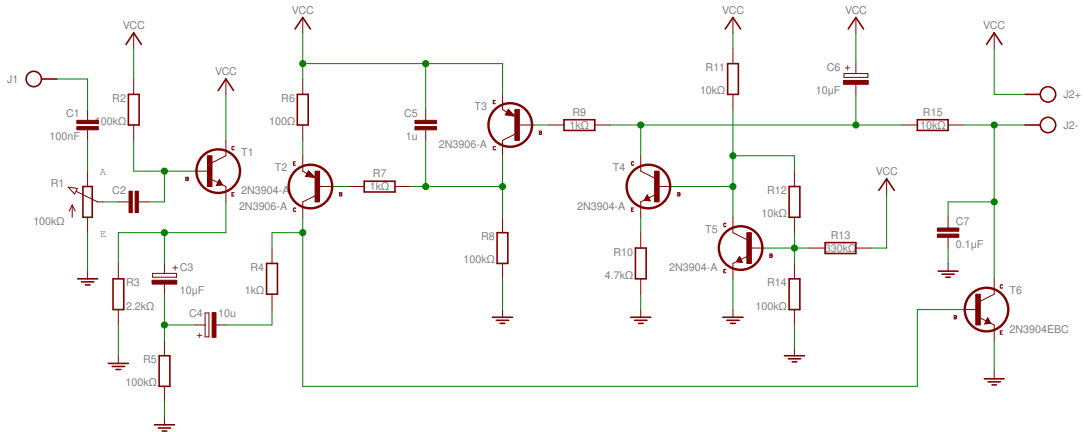 VCC
J1
C1
100nF
R2
100kΩ
VCC
T1
C
B
E
R1
100kΩ
A
E
C2
R3
2.2kΩ
C3
+
10µF
C4
10u
+
R4
1kΩ
R5
100kΩ
VCC
R6
100Ω
C5
1u
T2
2N3904-A
2N3906-A
E
B
C
R7
1kΩ
T3
2N3906-A
E
B
C
R8
100kΩ
R9
1kΩ
T4
2N3904-A
C
B
E
R10
4.7kΩ
VCC
R11
10kΩ
T5
2N3904-A
C
B
E
R12
10kΩ
R13
330kΩ
VCC
R14
100kΩ
VCC
C6
+
10µF
R15
10kΩ
VCC
J2+
J2-
C7
0.1µF
T6
2N3904EBC
C
B
E